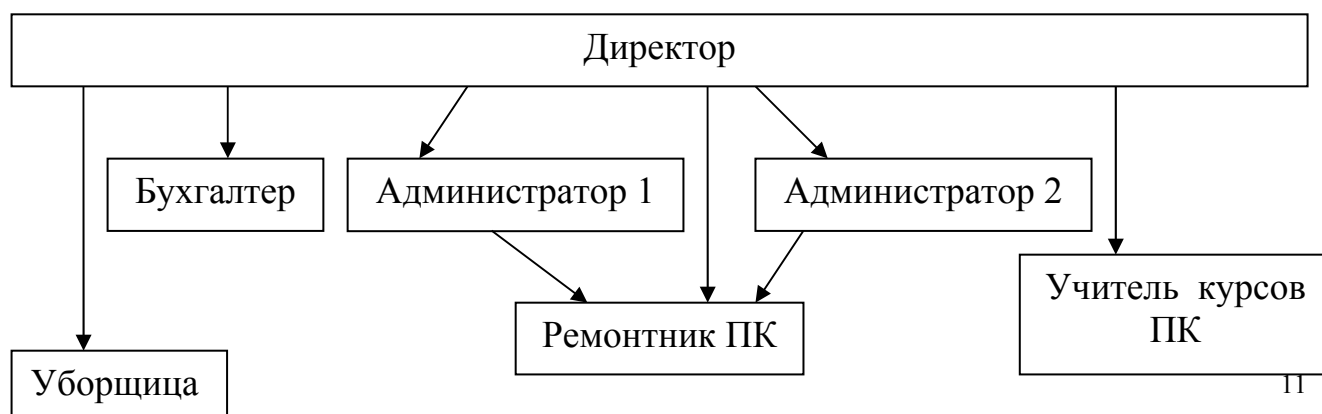 Директор
Бухгалтер
Администратор 1
Администратор 2
Учитель курсов
ПК
Ремонтник ПК
Уборщица
11